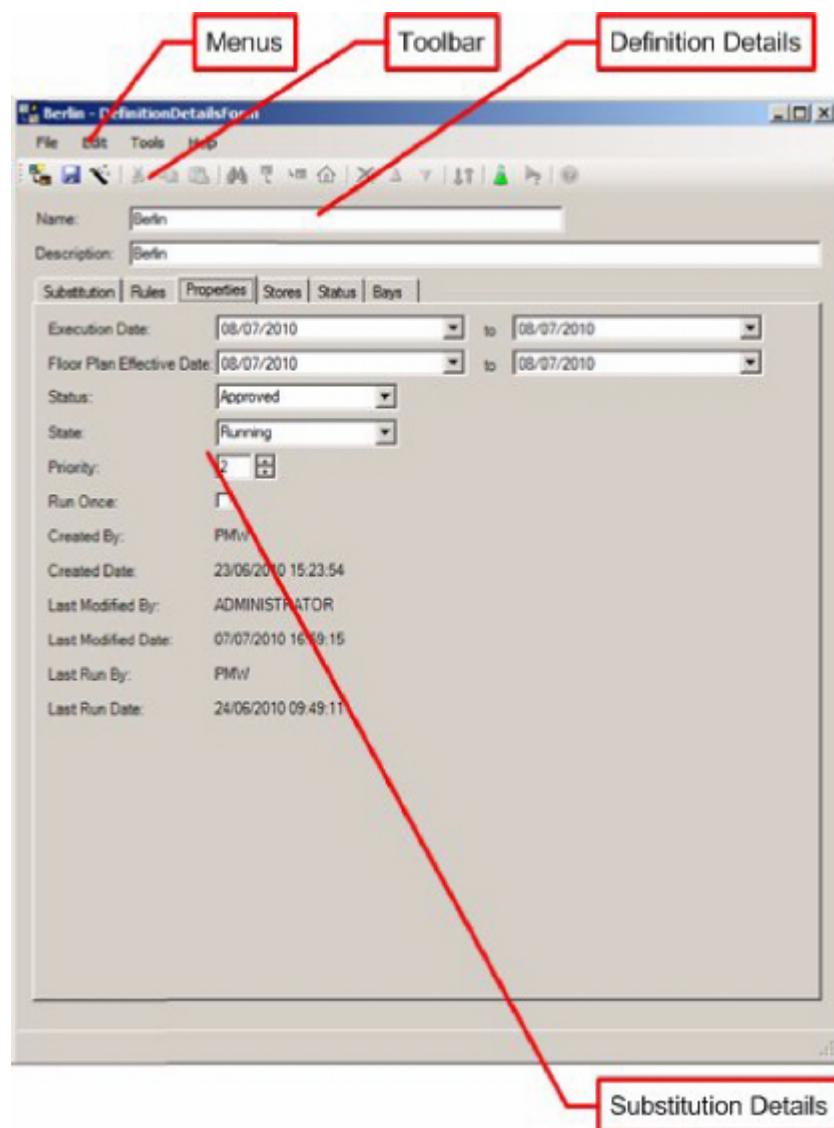 Menus
Toolbar
Definition Details
Berlin - DefinitionDetailsForm
File Edit Tools Help
Name: Berlin
Description: Berlin
Substitution Rules Properties Stores Status Bays
Execution Date: 08/07/2010 to 08/07/2010
Floor Plan Effective Date: 08/07/2010 to 08/07/2010
Status: Approved
State: Running
Priority: 2
Run Once:
Created By: PMW
Created Date: 23/06/2010 15:23:54
Last Modified By: ADMINISTRATOR
Last Modified Date: 07/07/2010 16:59:15
Last Run By: PMW
Last Run Date: 24/06/2010 09:49:11
Substitution Details